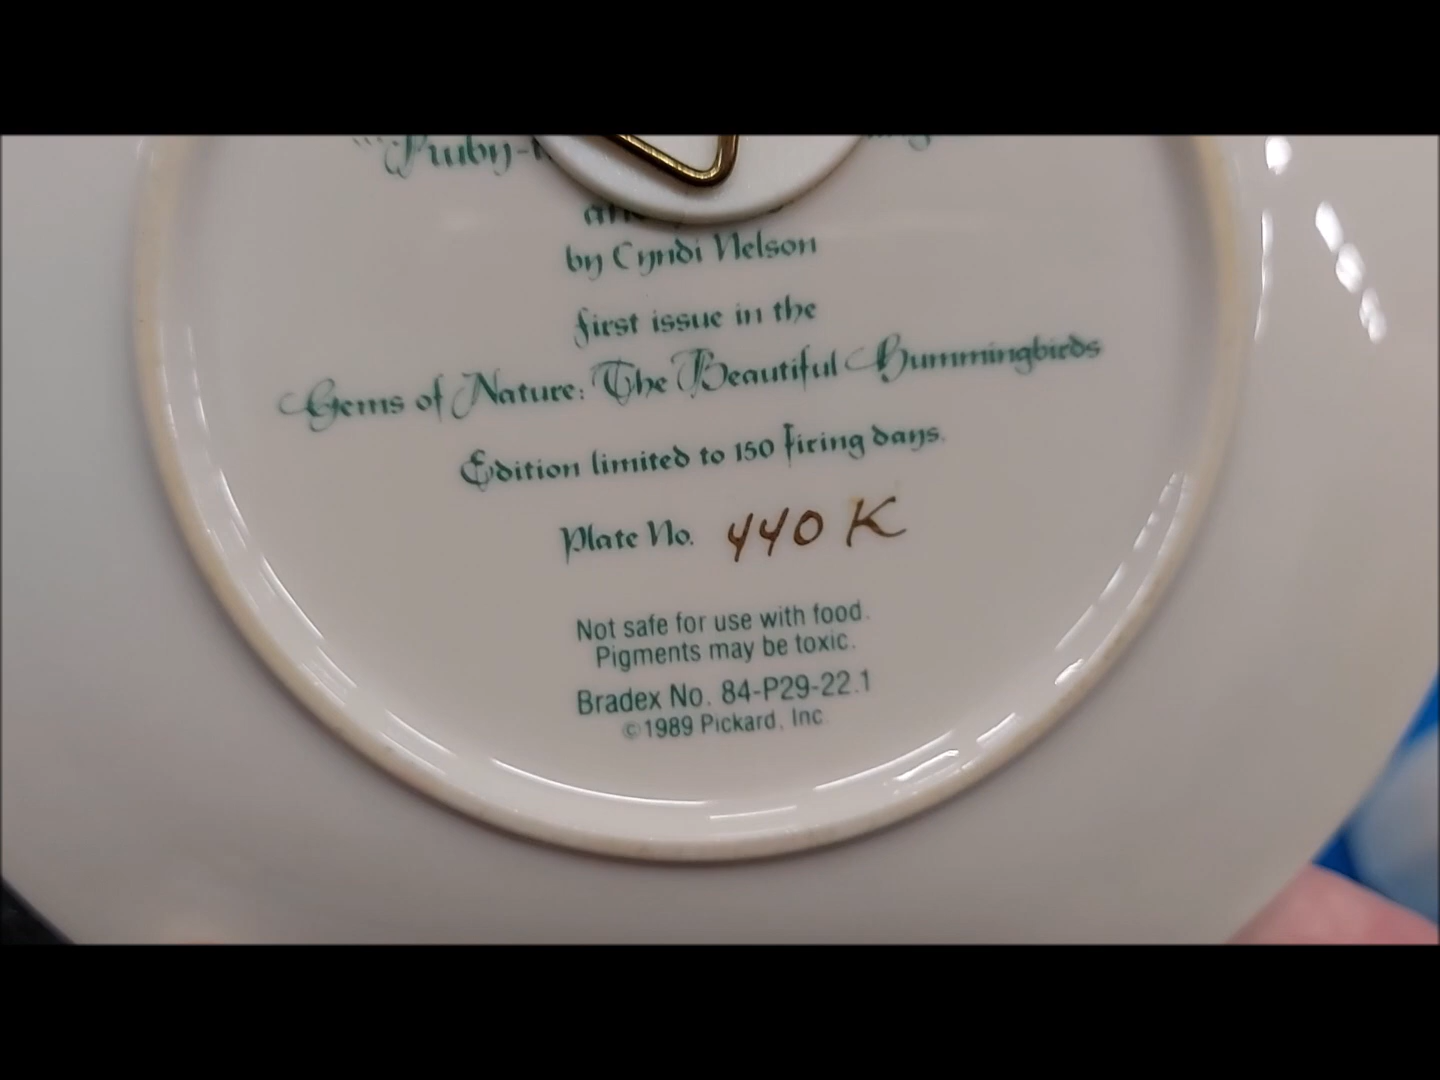 by Cyndi Nelson
first issue in the
Gems of Nature: The Beautiful Hummingbirds
Edition limited to 150 firing days.
Plate No. 440 K
Not safe for use with food.
Pigments may be toxic.
Bradex No. 84-P29-22.1
©1989 Pickard, Inc.